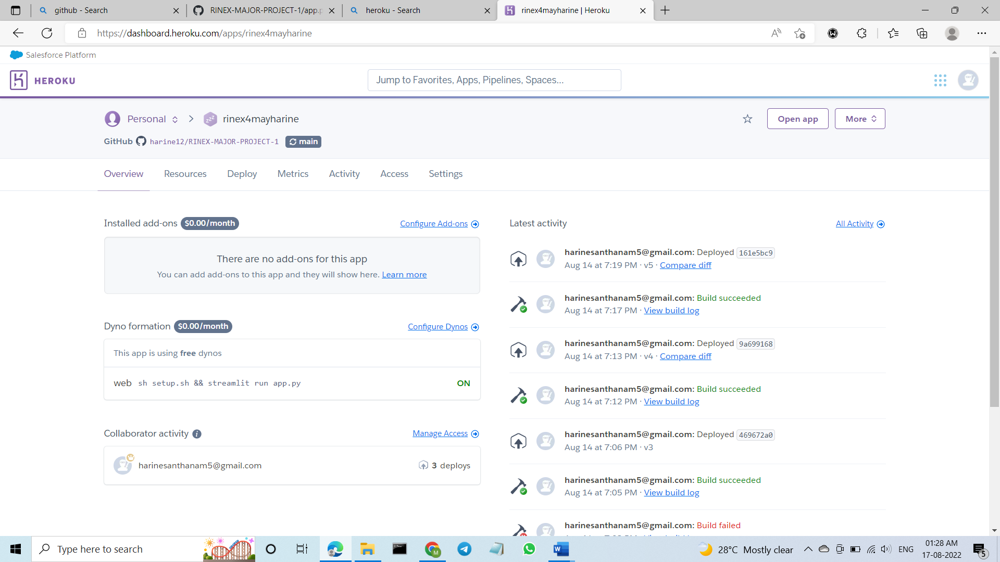 github - Search
RINEX-MAJOR-PROJECT-1/app.p
heroku - Search
rinex4mayharine | Heroku
https://dashboard.heroku.com/apps/rinex4mayharine
Salesforce Platform
HEROKU
Jump to Favorites, Apps, Pipelines, Spaces...
Personal
rinex4mayharine
Open app
More
GitHub harine12/RINEX-MAJOR-PROJECT-1 main
Overview Resources Deploy Metrics Activity Access Settings
Installed add-ons $0.00/month
Configure Add-ons
There are no add-ons for this app
You can add add-ons to this app and they will show here. Learn more
Dyno formation $0.00/month
Configure Dynos
This app is using free dynos
web sh setup.sh && streamlit run app.py ON
Collaborator activity
Manage Access
harinesanthanam5@gmail.com 3 deploys
Latest activity
All Activity
harinesanthanam5@gmail.com: Deployed 161e5bc9
Aug 14 at 7:19 PM · v5 · Compare diff
harinesanthanam5@gmail.com: Build succeeded
Aug 14 at 7:17 PM · View build log
harinesanthanam5@gmail.com: Deployed 9a699168
Aug 14 at 7:13 PM · v4 · Compare diff
harinesanthanam5@gmail.com: Build succeeded
Aug 14 at 7:12 PM · View build log
harinesanthanam5@gmail.com: Deployed 469672a0
Aug 14 at 7:06 PM · v3
harinesanthanam5@gmail.com: Build succeeded
Aug 14 at 7:05 PM · View build log
harinesanthanam5@gmail.com: Build failed
Type here to search
28°C Mostly clear
ENG
01:28 AM
17-08-2022
5